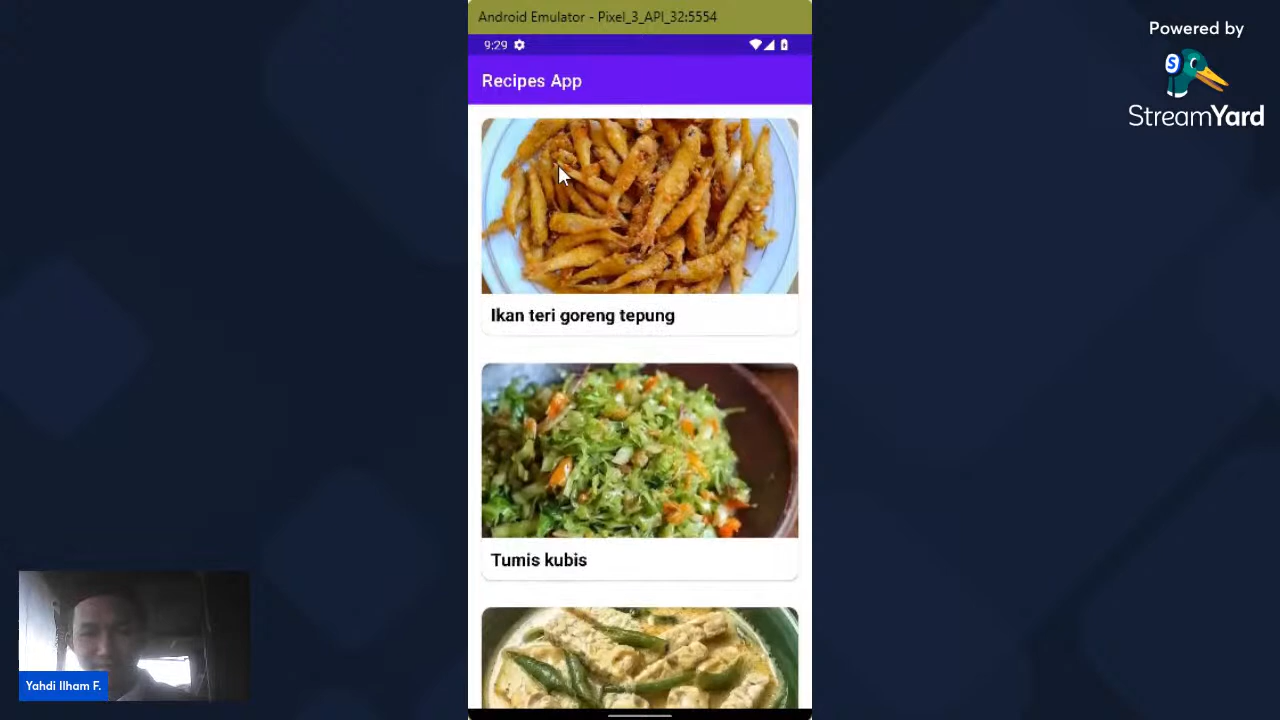 Android Emulator - Pixel_3_API_32:5554
9:29
Recipes App
Ikan teri goreng tepung
Tumis kubis
Powered by
S
StreamYard
Yahdi Ilham F.